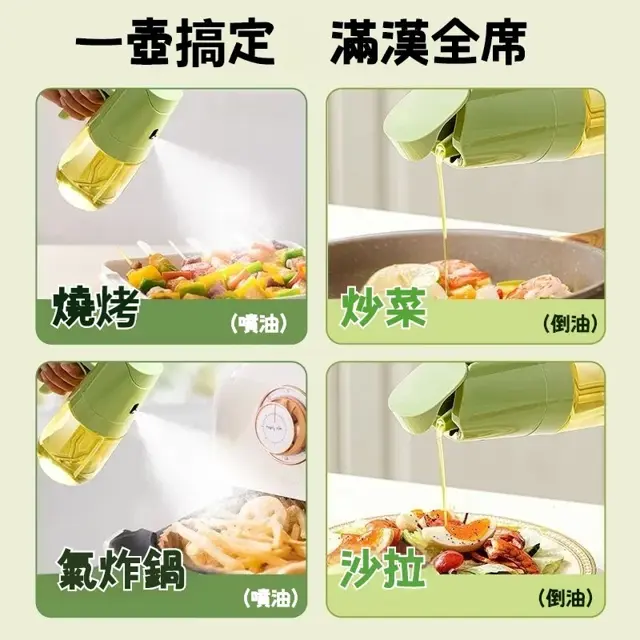 一壺搞定 滿漢全席
燒烤 (噴油)
炒菜 (倒油)
氣炸鍋 (噴油)
沙拉 (倒油)